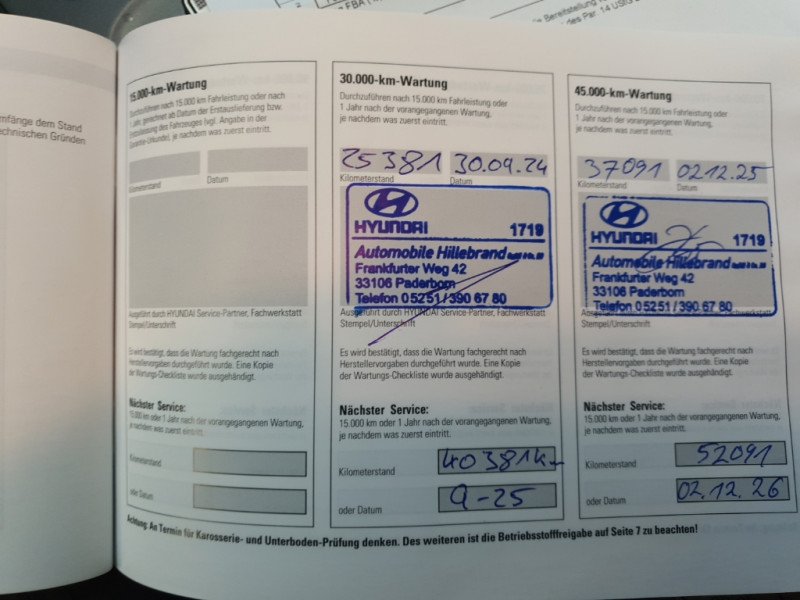 FBA
Bereitstellung
des Par. 14 UStG
mfänge dem Stand
echnischen Gründen
15.000-km-Wartung
Durchzuführen nach 15.000 km Fahrleistung oder nach
1 Jahr, gerechnet ab Datum der Erstauslieferung bzw.
Erstzulassung des Fahrzeuges (vgl. Angabe in der
Garantie-Urkunde), je nachdem was zuerst eintritt.
Kilometerstand Datum
Ausgeführt durch HYUNDAI Service-Partner, Fachwerkstatt
Stempel/Unterschrift
Es wird bestätigt, dass die Wartung fachgerecht nach
Herstellervorgaben durchgeführt wurde. Eine Kopie
der Wartungs-Checkliste wurde ausgehändigt.
Nächster Service:
15.000 km oder 1 Jahr nach der vorangegangenen Wartung,
je nachdem was zuerst eintritt.
Kilometerstand
oder Datum
30.000-km-Wartung
Durchzuführen nach 15.000 km Fahrleistung oder
1 Jahr nach der vorangegangenen Wartung,
je nachdem was zuerst eintritt.
25381 30.09.24
Kilometerstand Datum
HYUNDAI 1719
Automobile Hillebrand
Frankfurter Weg 42
33106 Paderborn
Telefon 05251/390 67 80
Ausgeführt durch HYUNDAI Service-Partner, Fachwerkstatt
Stempel/Unterschrift
Es wird bestätigt, dass die Wartung fachgerecht nach
Herstellervorgaben durchgeführt wurde. Eine Kopie
der Wartungs-Checkliste wurde ausgehändigt.
Nächster Service:
15.000 km oder 1 Jahr nach der vorangegangenen Wartung,
je nachdem was zuerst eintritt.
Kilometerstand 40381km
oder Datum 9-25
45.000-km-Wartung
Durchzuführen nach 15.000 km Fahrleistung oder
1 Jahr nach der vorangegangenen Wartung,
je nachdem was zuerst eintritt.
37091 02.12.25
Kilometerstand Datum
HYUNDAI 1719
Automobile Hillebrand
Frankfurter Weg 42
33106 Paderborn
Telefon 05251/390 67 80
Stempel/Unterschrift
Es wird bestätigt, dass die Wartung fachgerecht nach
Herstellervorgaben durchgeführt wurde. Eine Kopie
der Wartungs-Checkliste wurde ausgehändigt.
Nächster Service:
15.000 km oder 1 Jahr nach der vorangegangenen Wartung,
je nachdem was zuerst eintritt.
Kilometerstand 52091
oder Datum 02.12.26
Achtung: An Termin für Karosserie- und Unterboden-Prüfung denken. Des weiteren ist die Betriebsstofffreigabe auf Seite 7 zu beachten!